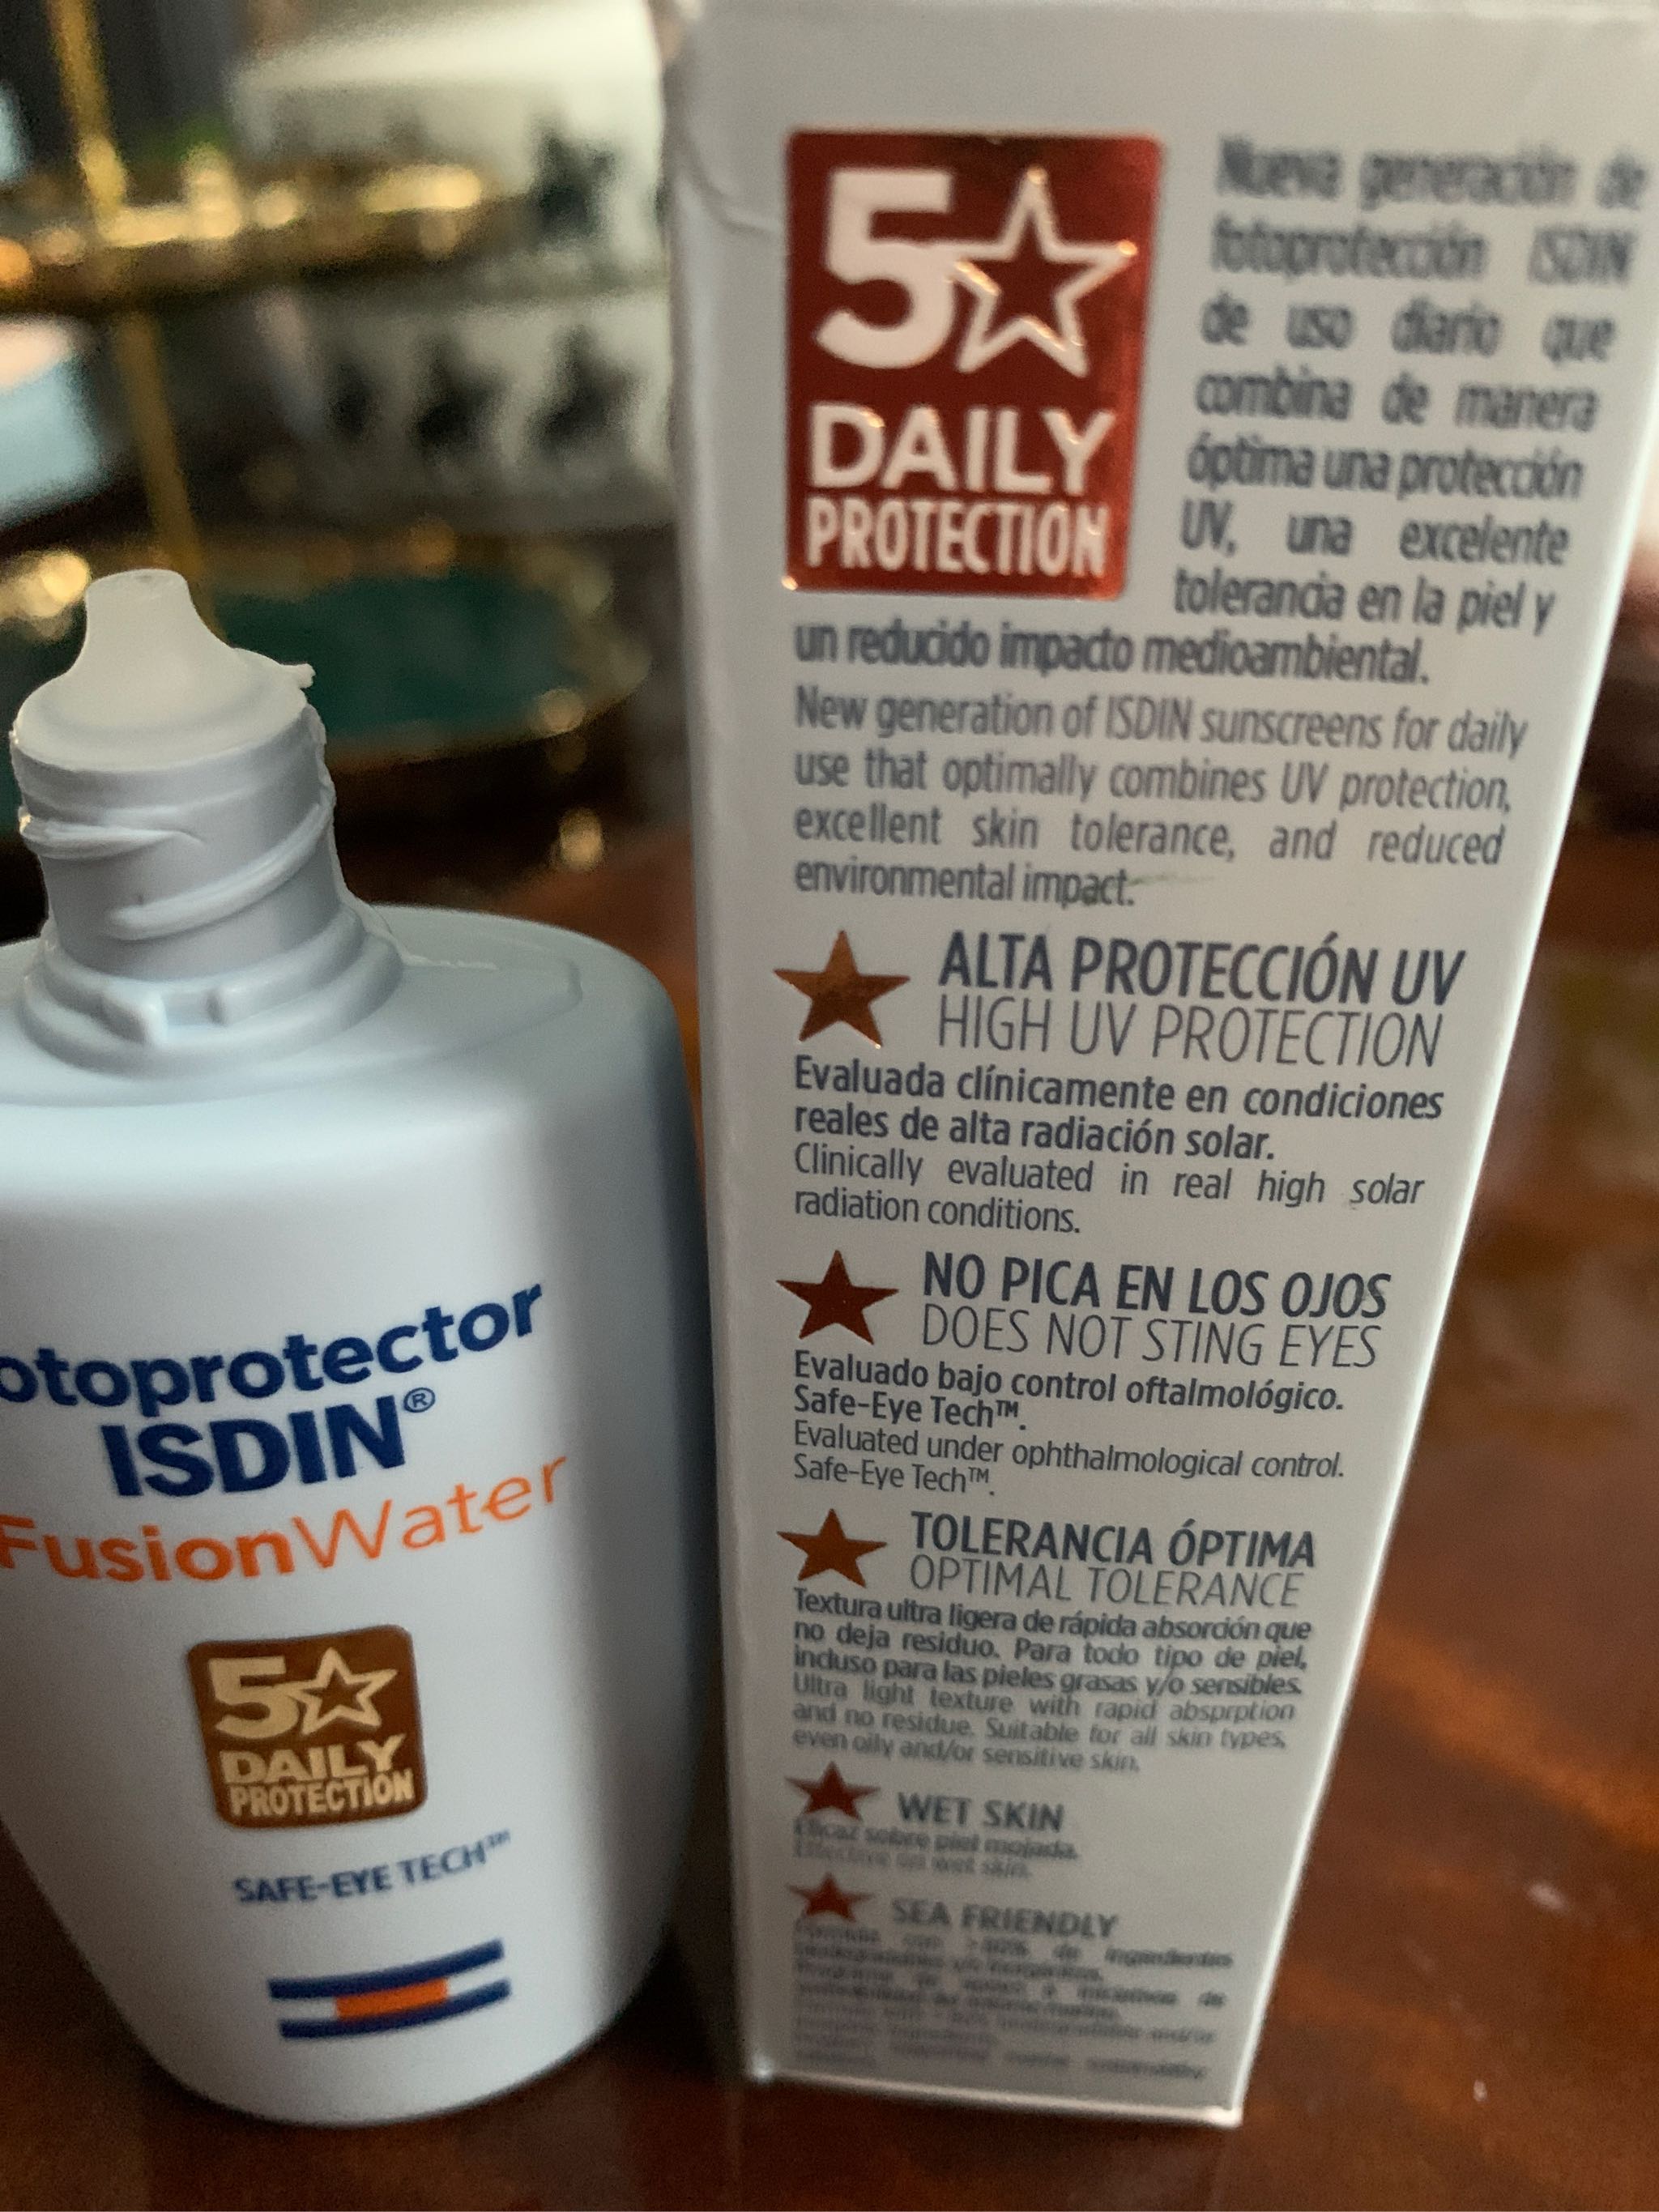 otoprotector
ISDIN®
FusionWater
5
DAILY
PROTECTION
SAFE-EYE TECH™
5
DAILY
PROTECTION
Nueva generación de
fotoprotección ISDIN
de uso diario que
combina de manera
óptima una protección
UV, una excelente
tolerancia en la piel y
un reducido impacto medioambiental.
New generation of ISDIN sunscreens for daily
use that optimally combines UV protection,
excellent skin tolerance, and reduced
environmental impact.
ALTA PROTECCIÓN UV
HIGH UV PROTECTION
Evaluada clínicamente en condiciones
reales de alta radiación solar.
Clinically evaluated in real high solar
radiation conditions.
NO PICA EN LOS OJOS
DOES NOT STING EYES
Evaluado bajo control oftalmológico.
Safe-Eye Tech™.
Evaluated under ophthalmological control.
Safe-Eye Tech™.
TOLERANCIA ÓPTIMA
OPTIMAL TOLERANCE
Textura ultra ligera de rápida absorción que
no deja residuo. Para todo tipo de piel,
incluso para las pieles grasas y/o sensibles.
Ultra light texture with rapid absprption
and no residue. Suitable for all skin types,
even oily and/or sensitive skin.
WET SKIN
Eficaz sobre piel mojada.
Effective on wet skin.
SEA FRIENDLY